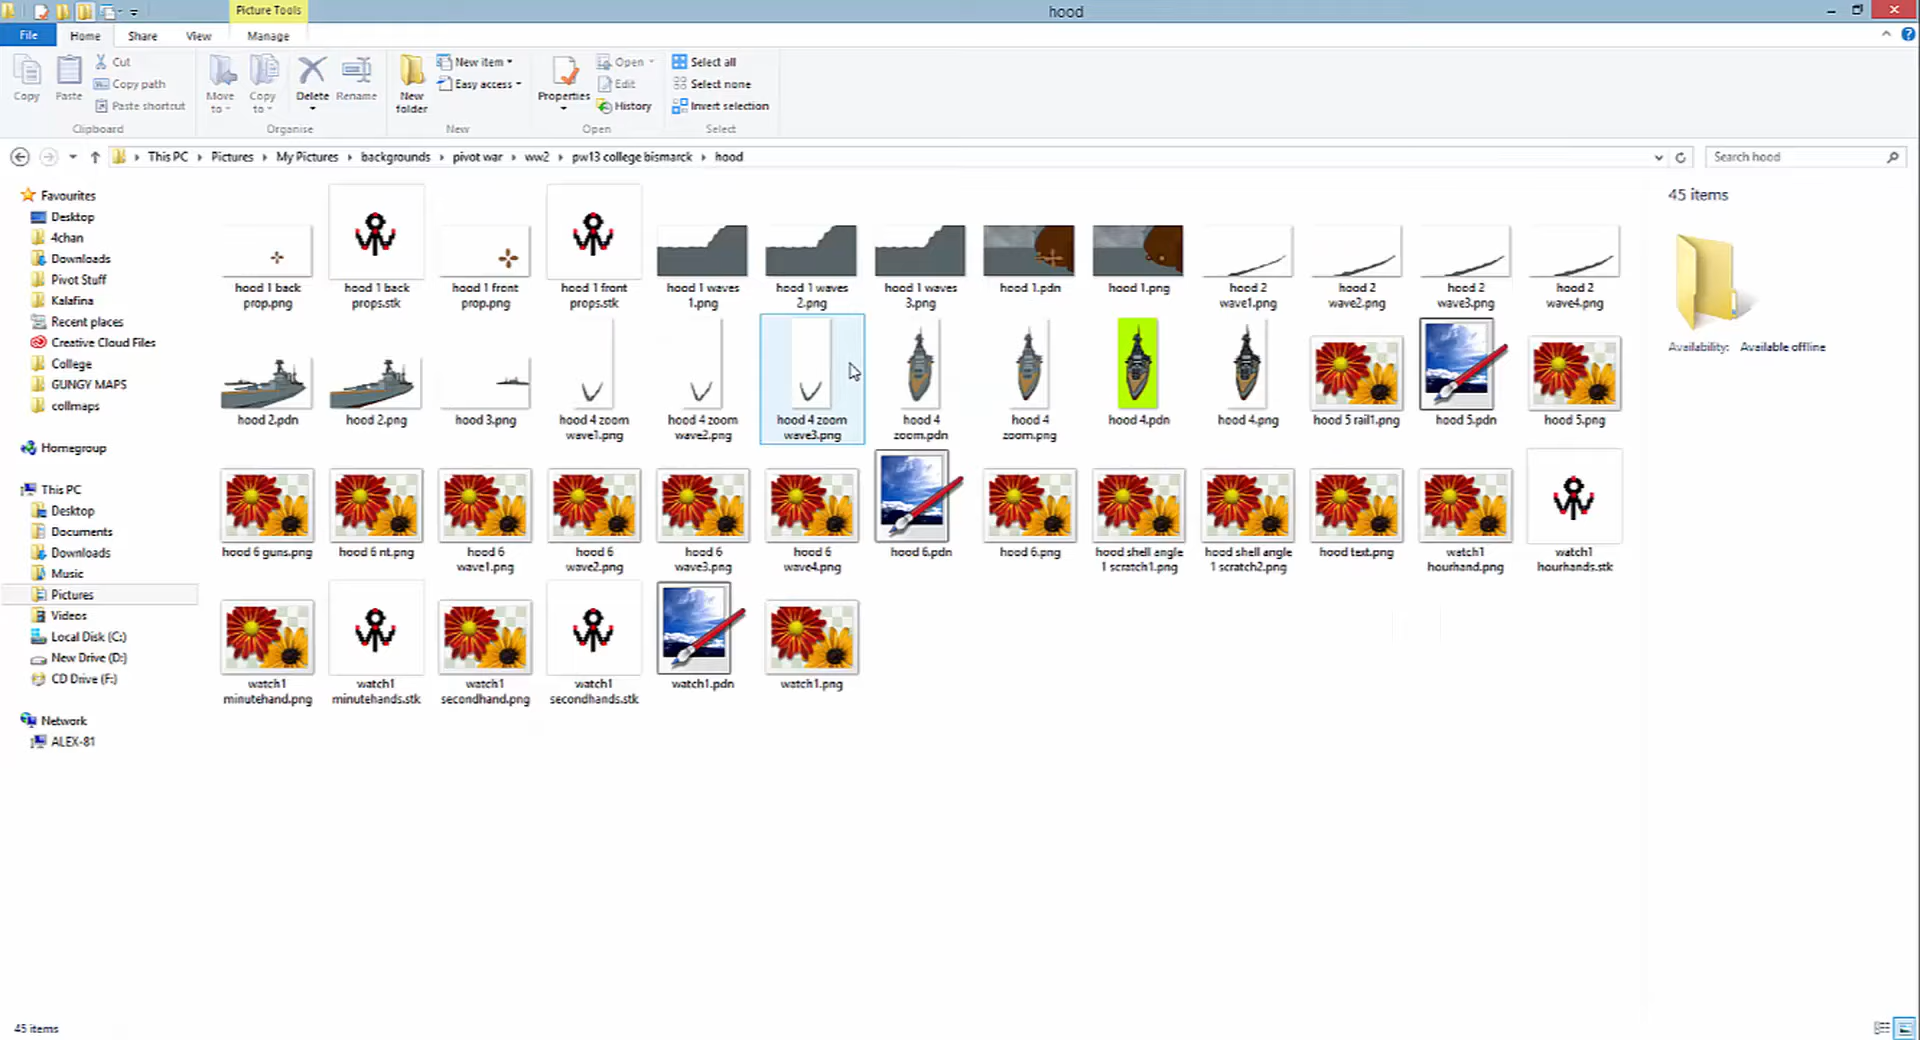 Picture Tools
hood
File
Home
Share
View
Manage
Copy
Paste
Cut
Copy path
Paste shortcut
Clipboard
Move to
Copy to
Delete
Rename
Organise
New folder
New item
Easy access
New
Properties
Open
Edit
History
Open
Select all
Select none
Invert selection
Select
This PC
Pictures
My Pictures
backgrounds
pivot war
ww2
pw13 college bismarck
hood
Search hood
Favourites
Desktop
4chan
Downloads
Pivot Stuff
Kalafina
Recent places
Creative Cloud Files
College
GUNGY MAPS
collmaps
Homegroup
This PC
Desktop
Documents
Downloads
Music
Pictures
Videos
Local Disk (C:)
New Drive (D:)
CD Drive (F:)
Network
ALEX-81
hood 1 back prop.png
hood 1 back props.stk
hood 1 front prop.png
hood 1 front props.stk
hood 1 waves 1.png
hood 1 waves 2.png
hood 1 waves 3.png
hood 1.pdn
hood 1.png
hood 2 wave1.png
hood 2 wave2.png
hood 2 wave3.png
hood 2 wave4.png
hood 2.pdn
hood 2.png
hood 3.png
hood 4 zoom wave1.png
hood 4 zoom wave2.png
hood 4 zoom wave3.png
hood 4 zoom.pdn
hood 4 zoom.png
hood 4.pdn
hood 4.png
hood 5 rail1.png
hood 5.pdn
hood 5.png
hood 6 guns.png
hood 6 nt.png
hood 6 wave1.png
hood 6 wave2.png
hood 6 wave3.png
hood 6 wave4.png
hood 6.pdn
hood 6.png
hood shell angle 1 scratch1.png
hood shell angle 1 scratch2.png
hood text.png
watch1 hourhand.png
watch1 hourhands.stk
watch1 minutehand.png
watch1 minutehands.stk
watch1 secondhand.png
watch1 secondhands.stk
watch1.pdn
watch1.png
45 items
Availability: Available offline
45 items